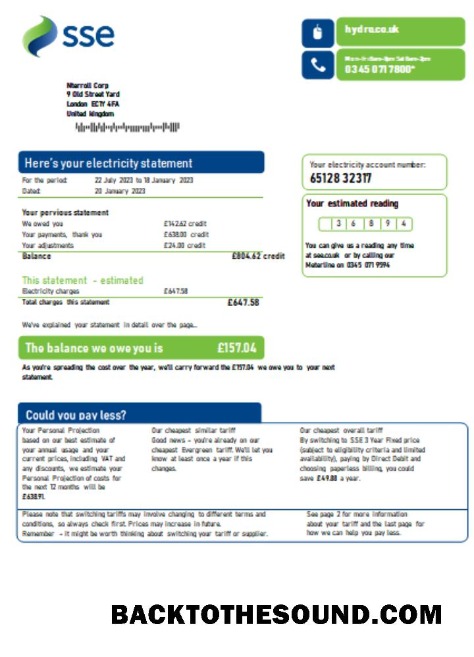 sse
hydro.co.uk
Mon-fri 8am-8pm Sat 8am-2pm
0345 071 7800*
Nterroll Corp
9 Old Street Yard
London EC1Y 4FA
United Kingdom
Here's your electricity statement
For the period: 22 July 2023 to 18 January 2023
Dated: 20 January 2023
Your electricity account number:
65128 32317
Your pervious statement
We owed you £142.62 credit
Your payments, thank you £638.00 credit
Your adjustments £24.00 credit
Balance £804.62 credit
Your estimated reading
3 6 8 9 4
You can give us a reading any time
at sse.co.uk or by calling our
Meterline on 0345 071 9594
This statement - estimated
Electricity charges £647.58
Total charges this statement £647.58
We've explained your statement in detail over the page...
The balance we owe you is £157.04
As you're spreading the cost over the year, we'll carry forward the £157.04 we owe you to your next
statement.
Could you pay less?
Your Personal Projection
based on our best estimate of
your annual usage and your
current prices, including VAT and
any discounts, we estimate your
Personal Projection of costs for
the next 12 months will be
£638.91.
Our cheapest similar tariff
Good news - you're already on our
cheapest Evergreen tariff. We'll let you
know at least once a year if this
changes.
Our cheapest overall tariff
By switching to SSE 3 Year Fixed price
(subject to eligibility criteria and limited
availability), paying by Direct Debit and
choosing paperless billing, you could
save £49.88 a year.
Please note that switching tariffs may involve changing to different terms and
conditions, so always check first. Prices may increase in future.
Remember - it might be worth thinking about switching your tariff or supplier.
See page 2 for more information
about your tariff and the last page for
how we can help you pay less.
BACKTOTHESOUND.COM